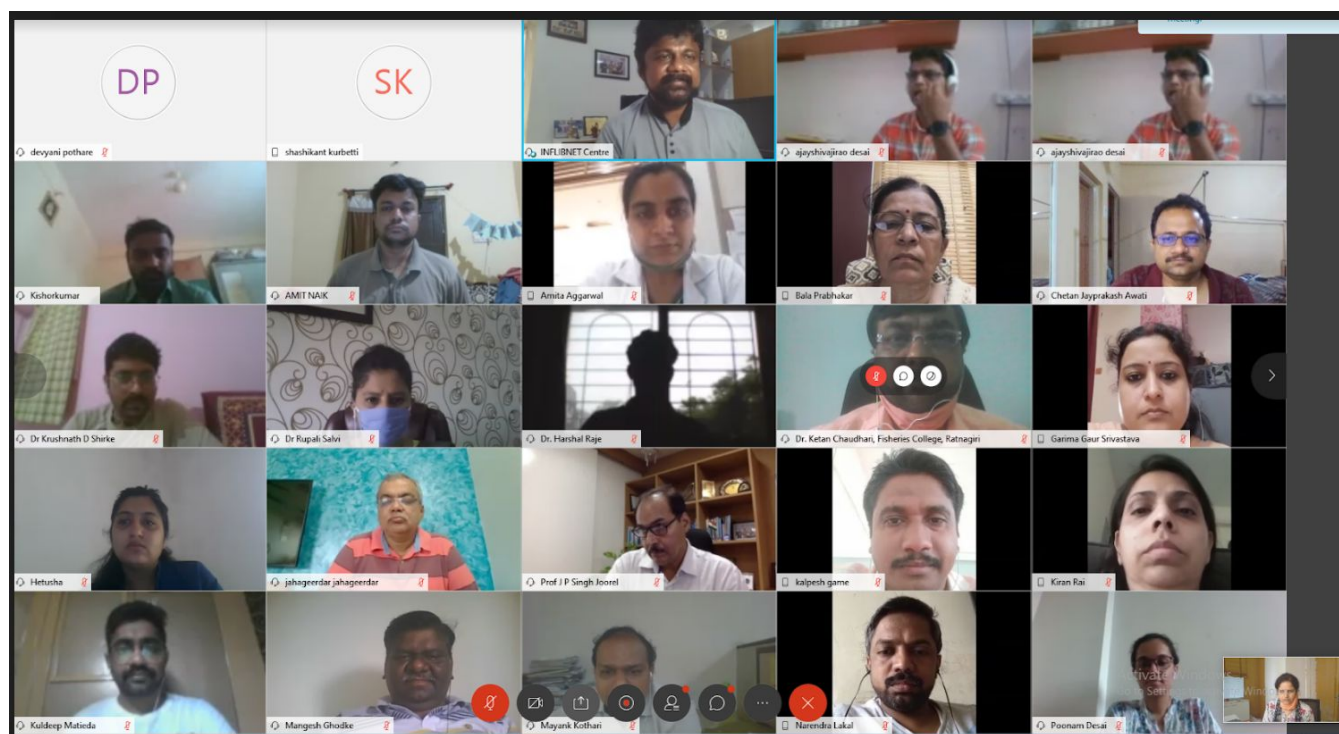 meeting.
DP
SK
devyani pothare
shashikant kurbetti
INFLIBNET Centre
ajayshivajirao desai
ajayshivajirao desai
Kishorkumar
AMIT NAIK
Amita Aggarwal
Bala Prabhakar
Chetan Jayprakash Awati
Dr Krushnath D Shirke
Dr Rupali Salvi
Dr. Harshal Raje
Dr. Ketan Chaudhari, Fisheries College, Ratnagiri
Garima Gaur Srivastava
Hetusha
jahageerdar jahageerdar
Prof J P Singh Joorel
kalpesh game
Kiran Rai
Kuldeep Matieda
Mangesh Ghodke
Mayank Kothari
Narendra Lakal
Poonam Desai